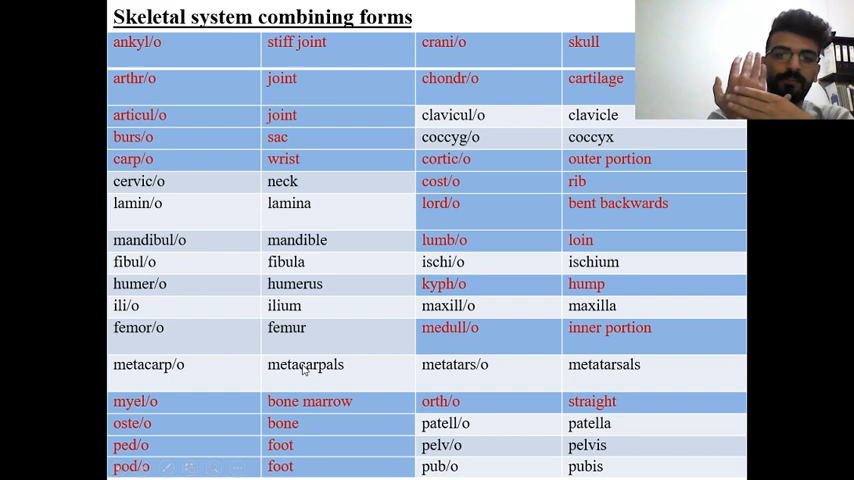 Skeletal system combining forms
ankyl/o stiff joint crani/o skull
arthr/o joint chondr/o cartilage
articul/o joint clavicul/o clavicle
burs/o sac coccyg/o coccyx
carp/o wrist cortic/o outer portion
cervic/o neck cost/o rib
lamin/o lamina lord/o bent backwards
mandibul/o mandible lumb/o loin
fibul/o fibula ischi/o ischium
humer/o humerus kyph/o hump
ili/o ilium maxill/o maxilla
femor/o femur medull/o inner portion
metacarp/o metacarpals metatars/o metatarsals
myel/o bone marrow orth/o straight
oste/o bone patell/o patella
ped/o foot pelv/o pelvis
pod/o foot pub/o pubis